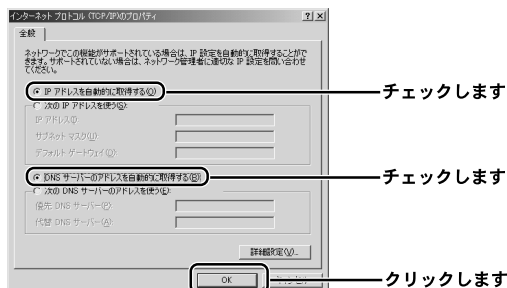 インターネット プロトコル (TCP/IP)のプロパティ
全般
ネットワークでこの機能がサポートされている場合は、IP 設定を自動的に取得することがで
きます。サポートされていない場合は、ネットワーク管理者に適切な IP 設定を問い合わせ
てください。
IP アドレスを自動的に取得する(O)
チェックします
次の IP アドレスを使う(S):
IP アドレス(I):
サブネット マスク(U):
デフォルト ゲートウェイ(D):
DNS サーバーのアドレスを自動的に取得する(B)
チェックします
次の DNS サーバーのアドレスを使う(E):
優先 DNS サーバー(P):
代替 DNS サーバー(A):
詳細設定(V)...
OK
クリックします